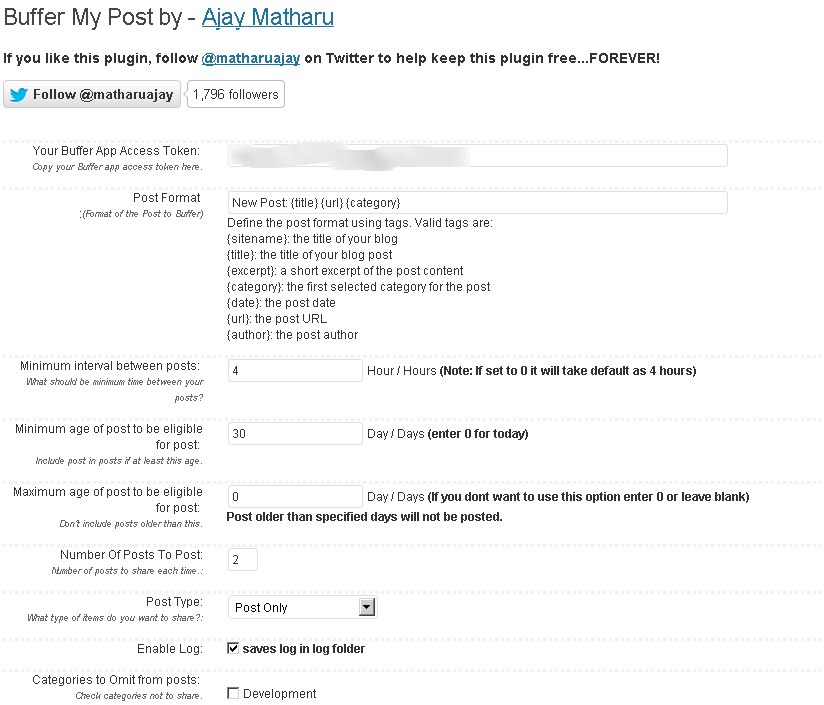 Buffer My Post by - Ajay Matharu
If you like this plugin, follow @matharuajay on Twitter to help keep this plugin free...FOREVER!
Follow @matharuajay 1,796 followers
Your Buffer App Access Token:
Copy your Buffer app access token here.
Post Format New Post: {title} {url} {category}
:(Format of the Post to Buffer)
Define the post format using tags. Valid tags are:
{sitename}: the title of your blog
{title}: the title of your blog post
{excerpt}: a short excerpt of the post content
{category}: the first selected category for the post
{date}: the post date
{url}: the post URL
{author}: the post author
Minimum interval between posts: 4 Hour / Hours (Note: If set to 0 it will take default as 4 hours)
What should be minimum time between your
posts?
Minimum age of post to be eligible 30 Day / Days (enter 0 for today)
for post:
Include post in posts if at least this age.
Maximum age of post to be eligible 0 Day / Days (If you dont want to use this option enter 0 or leave blank)
for post:
Don't include posts older than this.
Post older than specified days will not be posted.
Number Of Posts To Post: 2
Number of posts to share each time.:
Post Type: Post Only
What type of items do you want to share?:
Enable Log: saves log in log folder
Categories to Omit from posts:
Check categories not to share.
Development